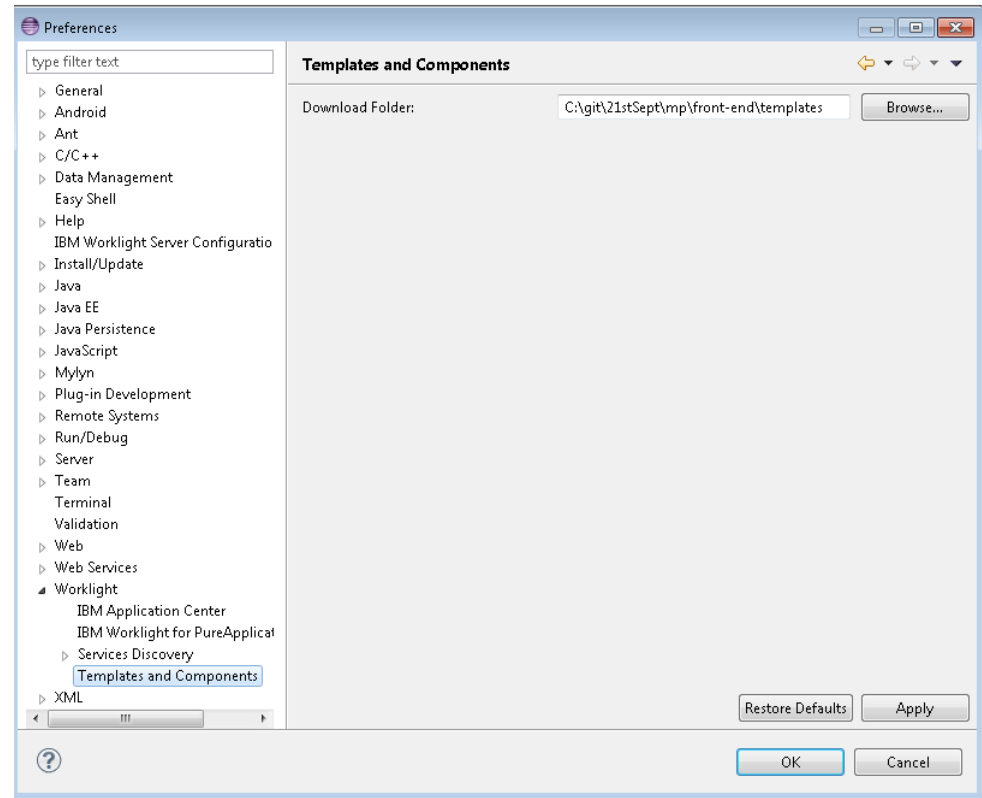 Preferences
type filter text
General
Android
Ant
C/C++
Data Management
Easy Shell
Help
IBM Worklight Server Configuratio
Install/Update
Java
Java EE
Java Persistence
JavaScript
Mylyn
Plug-in Development
Remote Systems
Run/Debug
Server
Team
Terminal
Validation
Web
Web Services
Worklight
IBM Application Center
IBM Worklight for PureApplicat
Services Discovery
Templates and Components
XML
Templates and Components
Download Folder: C:\git\21stSept\mp\front-end\templates Browse...
Restore Defaults Apply
? OK Cancel